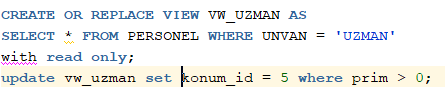 CREATE OR REPLACE VIEW VW_UZMAN AS
SELECT * FROM PERSONEL WHERE UNVAN = 'UZMAN'
with read only;
update vw_uzman set konum_id = 5 where prim > 0;